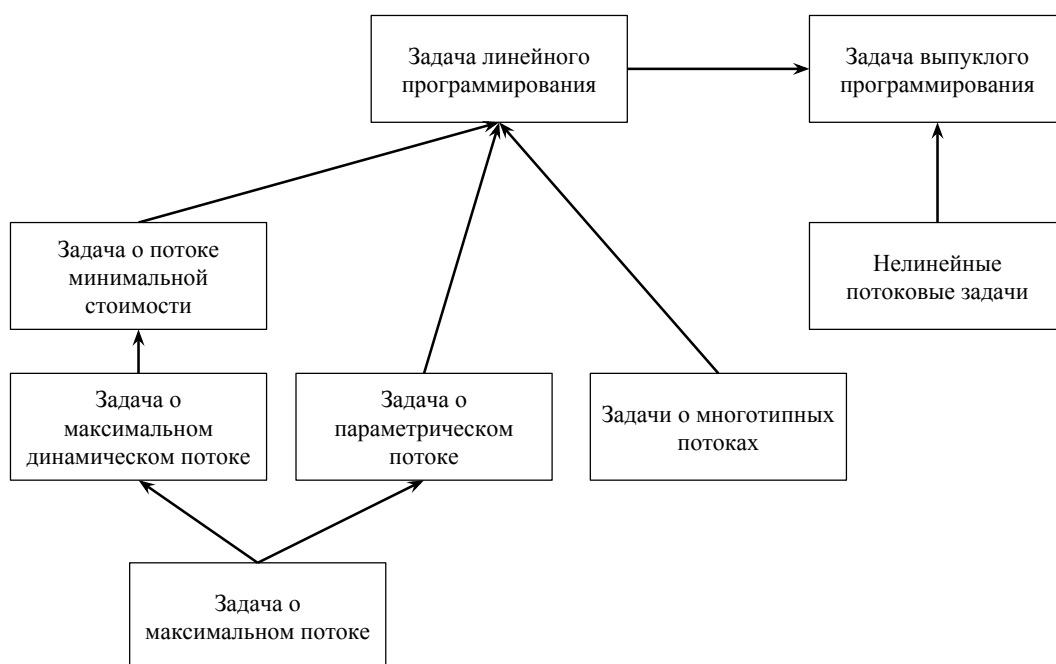 Задача линейного
программирования
Задача выпуклого
программирования
Задача о потоке
минимальной
стоимости
Нелинейные
потоковые задачи
Задача о
максимальном
динамическом потоке
Задача о
параметрическом
потоке
Задачи о многотипных
потоках
Задача о
максимальном потоке